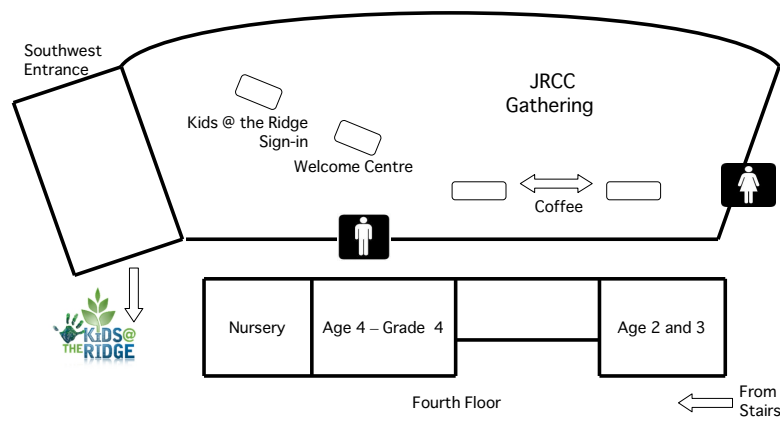 Southwest
Entrance
JRCC
Gathering
Kids @ the Ridge
Sign-in
Welcome Centre
Coffee
KiDS@
THE RIDGE
Nursery
Age 4 – Grade 4
Age 2 and 3
Fourth Floor
From
Stairs